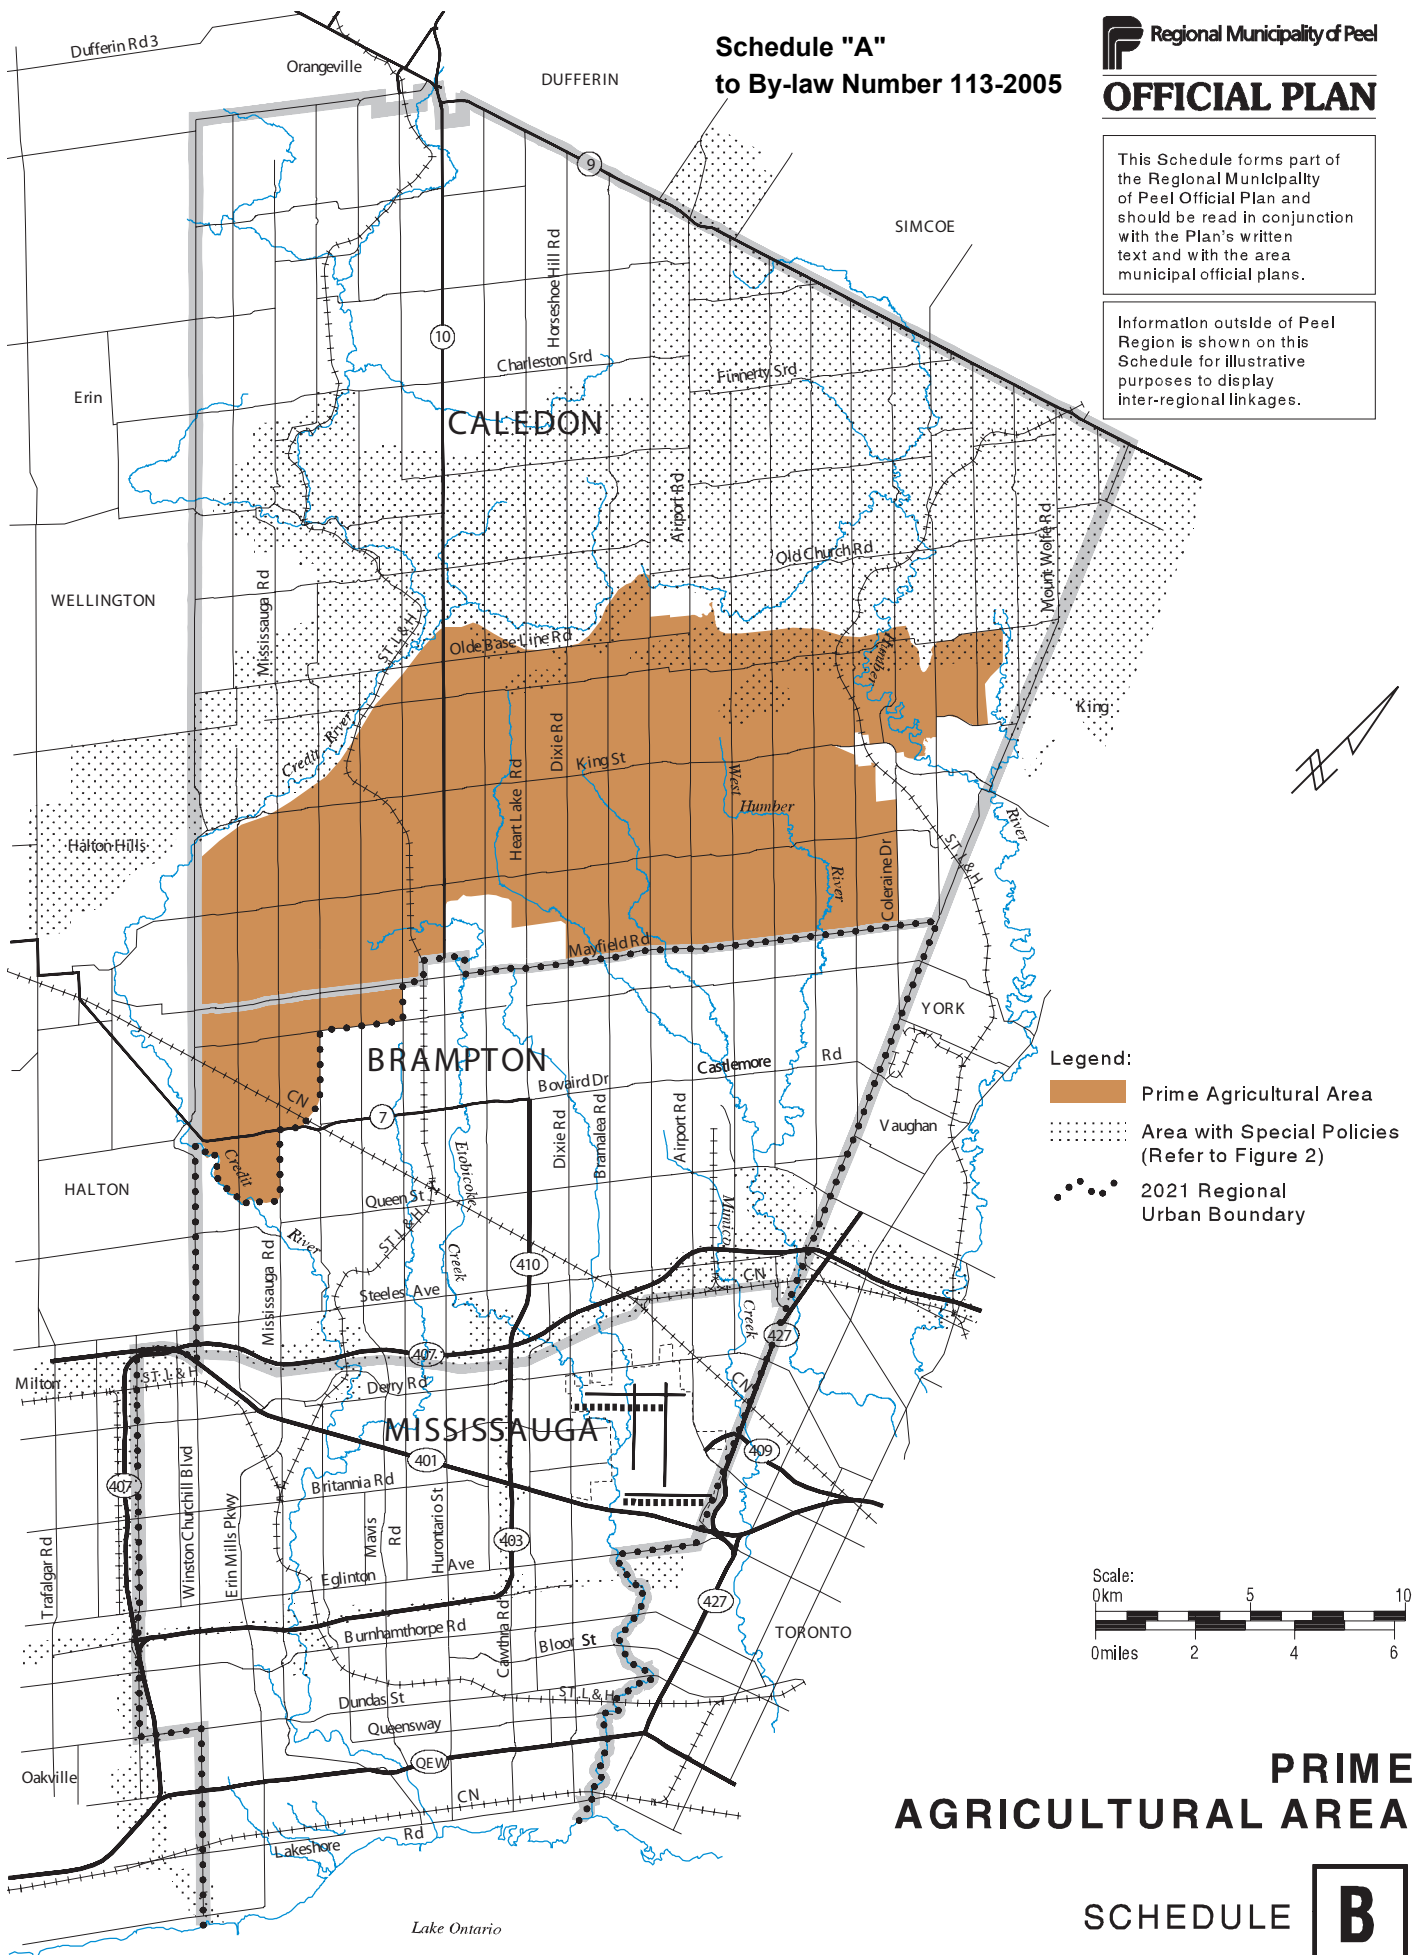 Schedule "A"
to By-law Number 113-2005
Regional Municipality of Peel
OFFICIAL PLAN
This Schedule forms part of
the Regional Municipality
of Peel Official Plan and
should be read in conjunction
with the Plan's written
text and with the area
municipal official plans.
Information outside of Peel
Region is shown on this
Schedule for illustrative
purposes to display
inter-regional linkages.
Dufferin Rd 3
Orangeville
DUFFERIN
9
SIMCOE
Horseshoe Hill Rd
10
Charleston Srd
Finnerty Srd
Erin
CALEDON
Airport Rd
Mount Wolfe Rd
Old Church Rd
WELLINGTON
Mississauga Rd
ST. L & H
Olde Base Line Rd
Humber
King
Credit River
Dixie Rd
King St
Heart Lake Rd
West
Humber
River
River
Halton Hills
ST. L & H
Coleraine Dr
Mayfield Rd
YORK
BRAMPTON
Castlemore
Rd
Bovaird Dr
CN
7
Dixie Rd
Bramalea Rd
Airport Rd
Vaughan
Etobicoke
Creek
Credit
River
HALTON
Queen St
ST. L & H
Mimico
Creek
Mississauga Rd
410
CN
Steeles Ave
427
407
Milton
ST. L & H
Derry Rd
CN
MISSISSAUGA
409
401
407
Winston Churchill Blvd
Britannia Rd
Erin Mills Pkwy
Mavis
Rd
Hurontario St
403
Trafalgar Rd
Eglinton
Ave
427
Burnhamthorpe Rd
Cawthra Rd
Bloor St
TORONTO
Dundas St
ST. L & H
Queensway
QEW
Oakville
CN
Lakeshore
Rd
Lake Ontario
Legend:
Prime Agricultural Area
Area with Special Policies
(Refer to Figure 2)
2021 Regional
Urban Boundary
Scale:
0km 5 10
0miles 2 4 6
PRIME
AGRICULTURAL AREA
SCHEDULE B